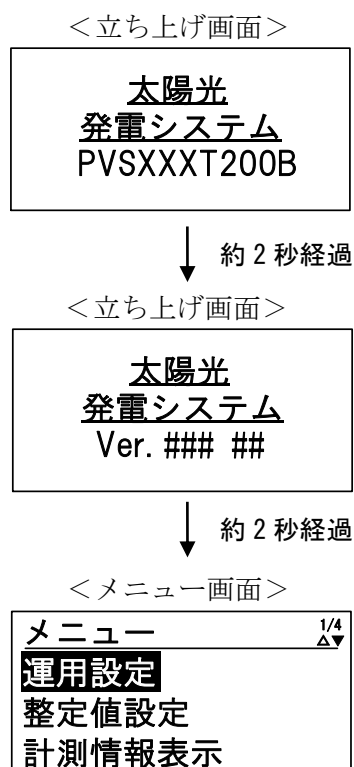 ＜立ち上げ画面＞
太陽光
発電システム
PVSXXXT200B
約2秒経過
＜立ち上げ画面＞
太陽光
発電システム
Ver. ### ##
約2秒経過
＜メニュー画面＞
メニュー 1/4
△▼
運用設定
整定値設定
計測情報表示